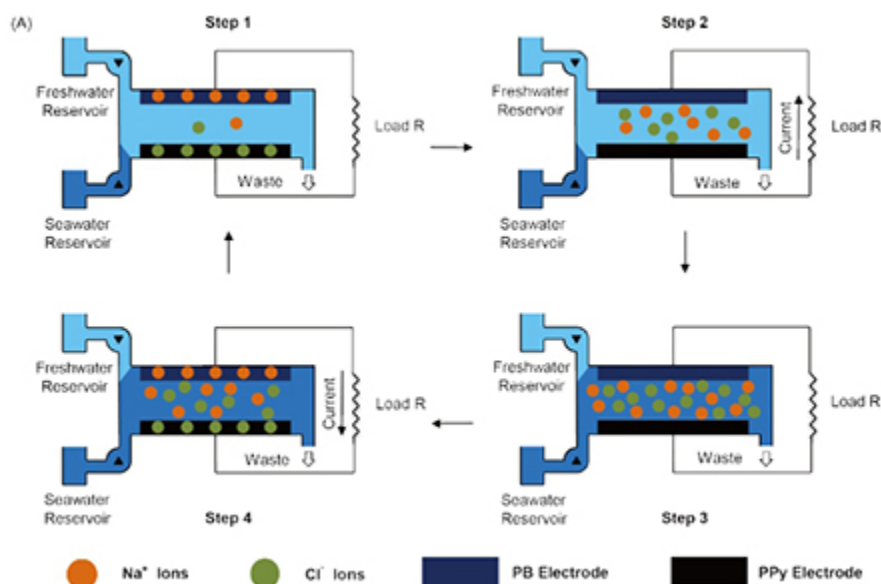 (A)
Step 1
Freshwater
Reservoir
Load R
Waste
Seawater
Reservoir
Step 2
Freshwater
Reservoir
Current
Load R
Waste
Seawater
Reservoir
Freshwater
Reservoir
Current
Load R
Waste
Seawater
Reservoir
Step 4
Freshwater
Reservoir
Load R
Waste
Seawater
Reservoir
Step 3
Na⁺ Ions
Cl⁻ Ions
PB Electrode
PPy Electrode